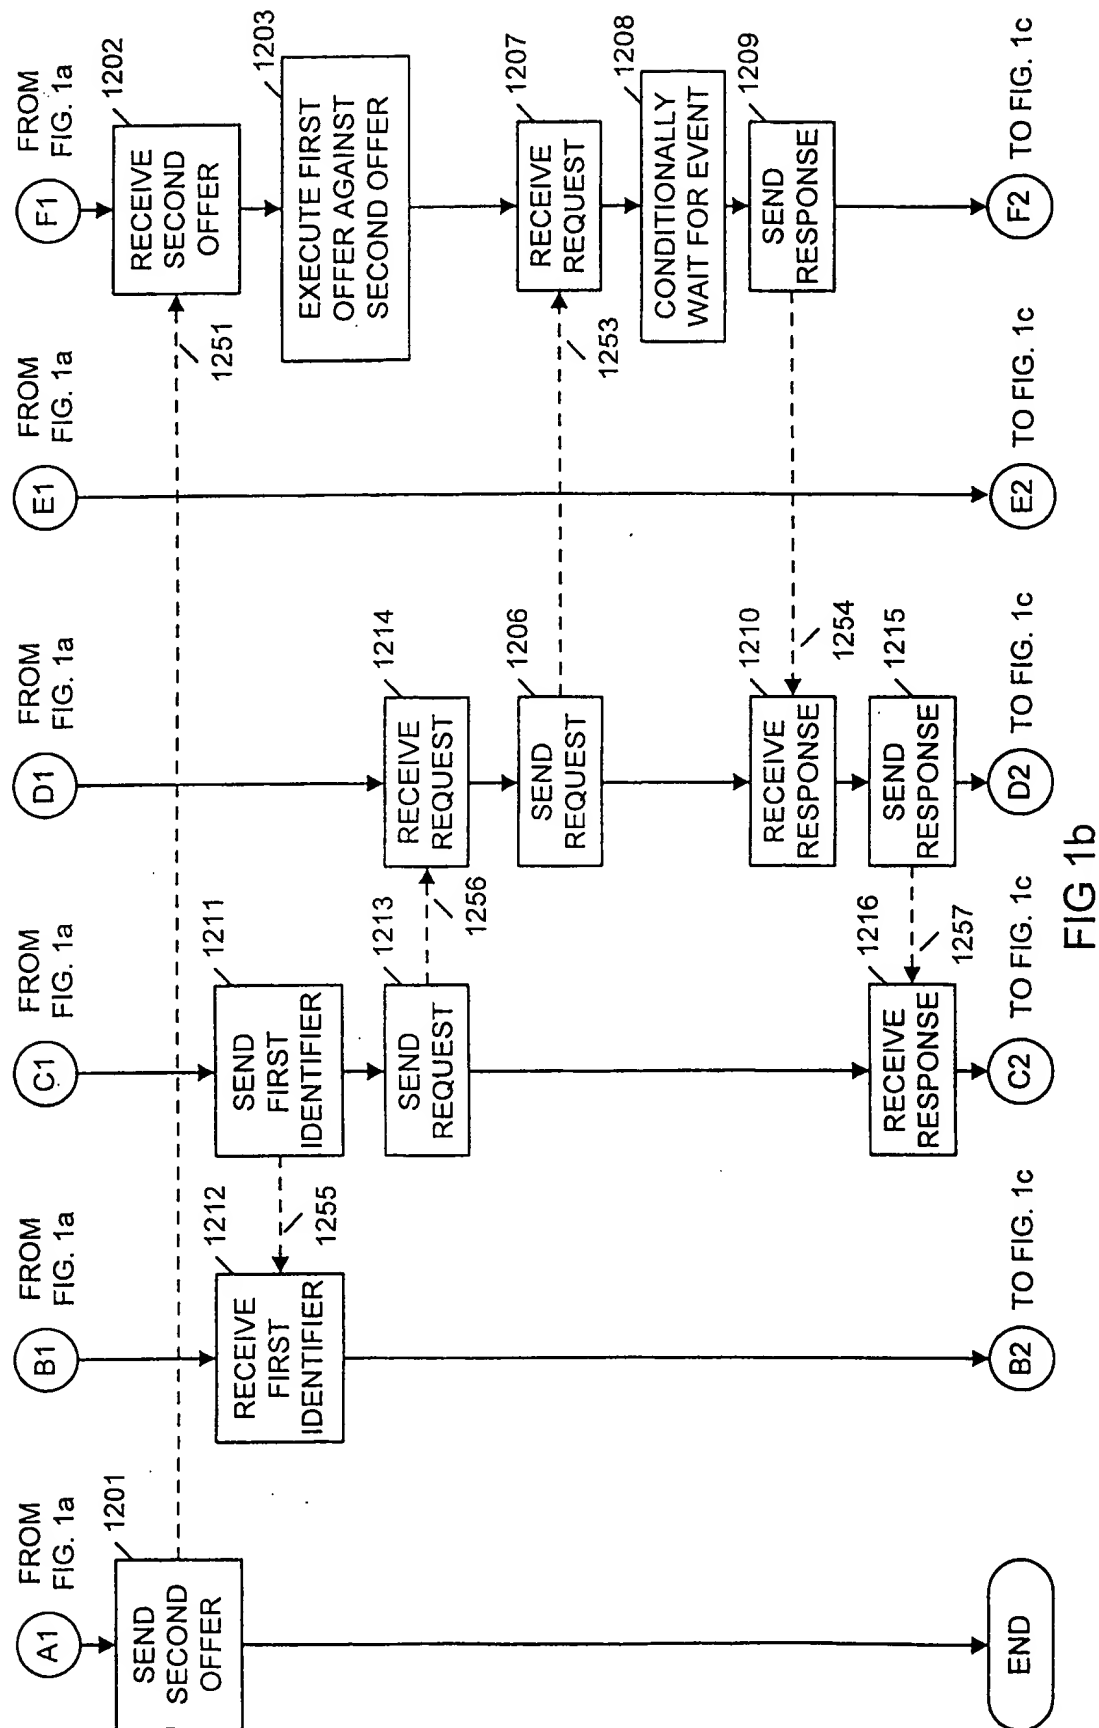 FROM
FIG. 1a
A1
FROM
FIG. 1a
B1
FROM
FIG. 1a
C1
FROM
FIG. 1a
D1
FROM
FIG. 1a
E1
FROM
FIG. 1a
F1
1201
SEND
SECOND
OFFER
1202
RECEIVE
SECOND
OFFER
1251
1212
RECEIVE
FIRST
IDENTIFIER
1255
1211
SEND
FIRST
IDENTIFIER
1203
EXECUTE FIRST
OFFER AGAINST
SECOND OFFER
1213
SEND
REQUEST
1256
1214
RECEIVE
REQUEST
1206
SEND
REQUEST
1253
1207
RECEIVE
REQUEST
1208
CONDITIONALLY
WAIT FOR EVENT
1210
RECEIVE
RESPONSE
1254
1209
SEND
RESPONSE
1216
RECEIVE
RESPONSE
1257
1215
SEND
RESPONSE
END
B2
TO FIG. 1c
C2
TO FIG. 1c
D2
TO FIG. 1c
E2
TO FIG. 1c
F2
TO FIG. 1c
FIG 1b